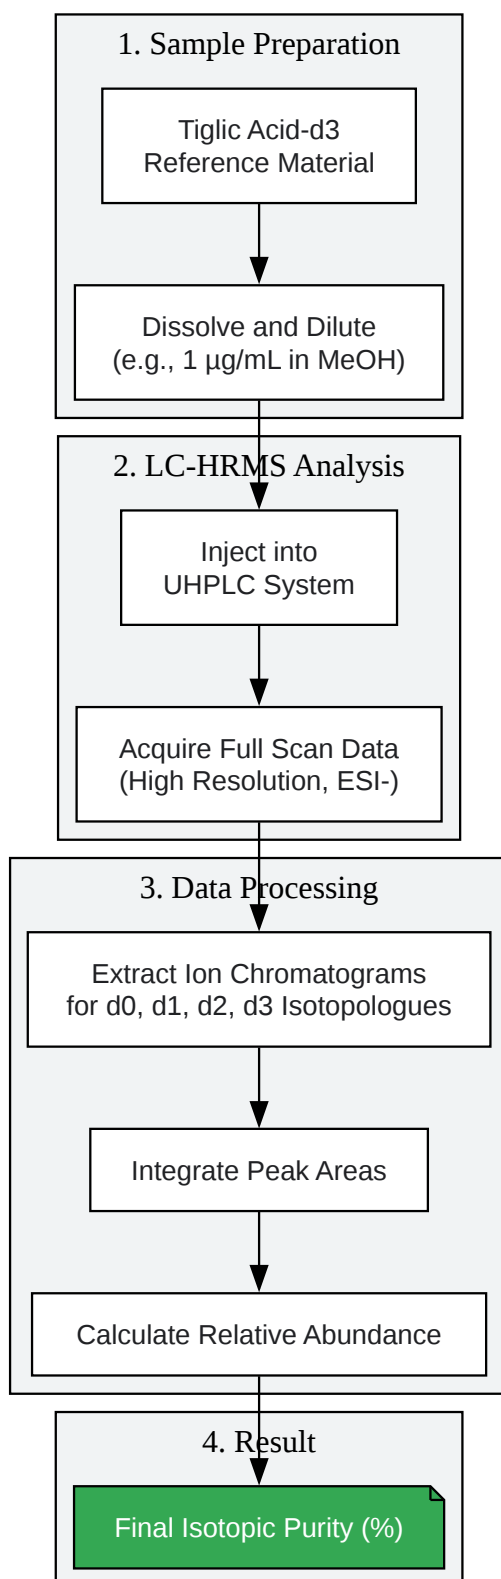 1. Sample Preparation
Tiglic Acid-d3
Reference Material
Dissolve and Dilute
(e.g., 1 µg/mL in MeOH)
2. LC-HRMS Analysis
Inject into
UHPLC System
Acquire Full Scan Data
(High Resolution, ESI-)
3. Data Processing
Extract Ion Chromatograms
for d0, d1, d2, d3 Isotopologues
Integrate Peak Areas
Calculate Relative Abundance
4. Result
Final Isotopic Purity (%)